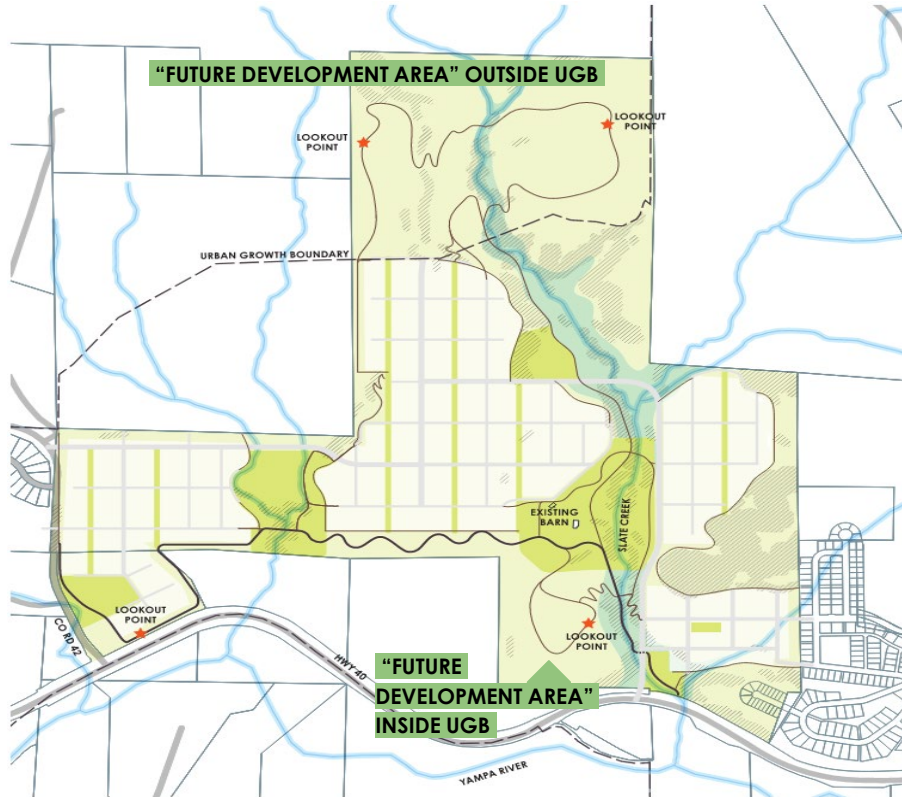 “FUTURE DEVELOPMENT AREA” OUTSIDE UGB
LOOKOUT
POINT
LOOKOUT
POINT
URBAN GROWTH BOUNDARY
EXISTING
BARN
SLATE CREEK
LOOKOUT
POINT
LOOKOUT
POINT
CO RD 42
HWY 40
“FUTURE
DEVELOPMENT AREA”
INSIDE UGB
YAMPA RIVER